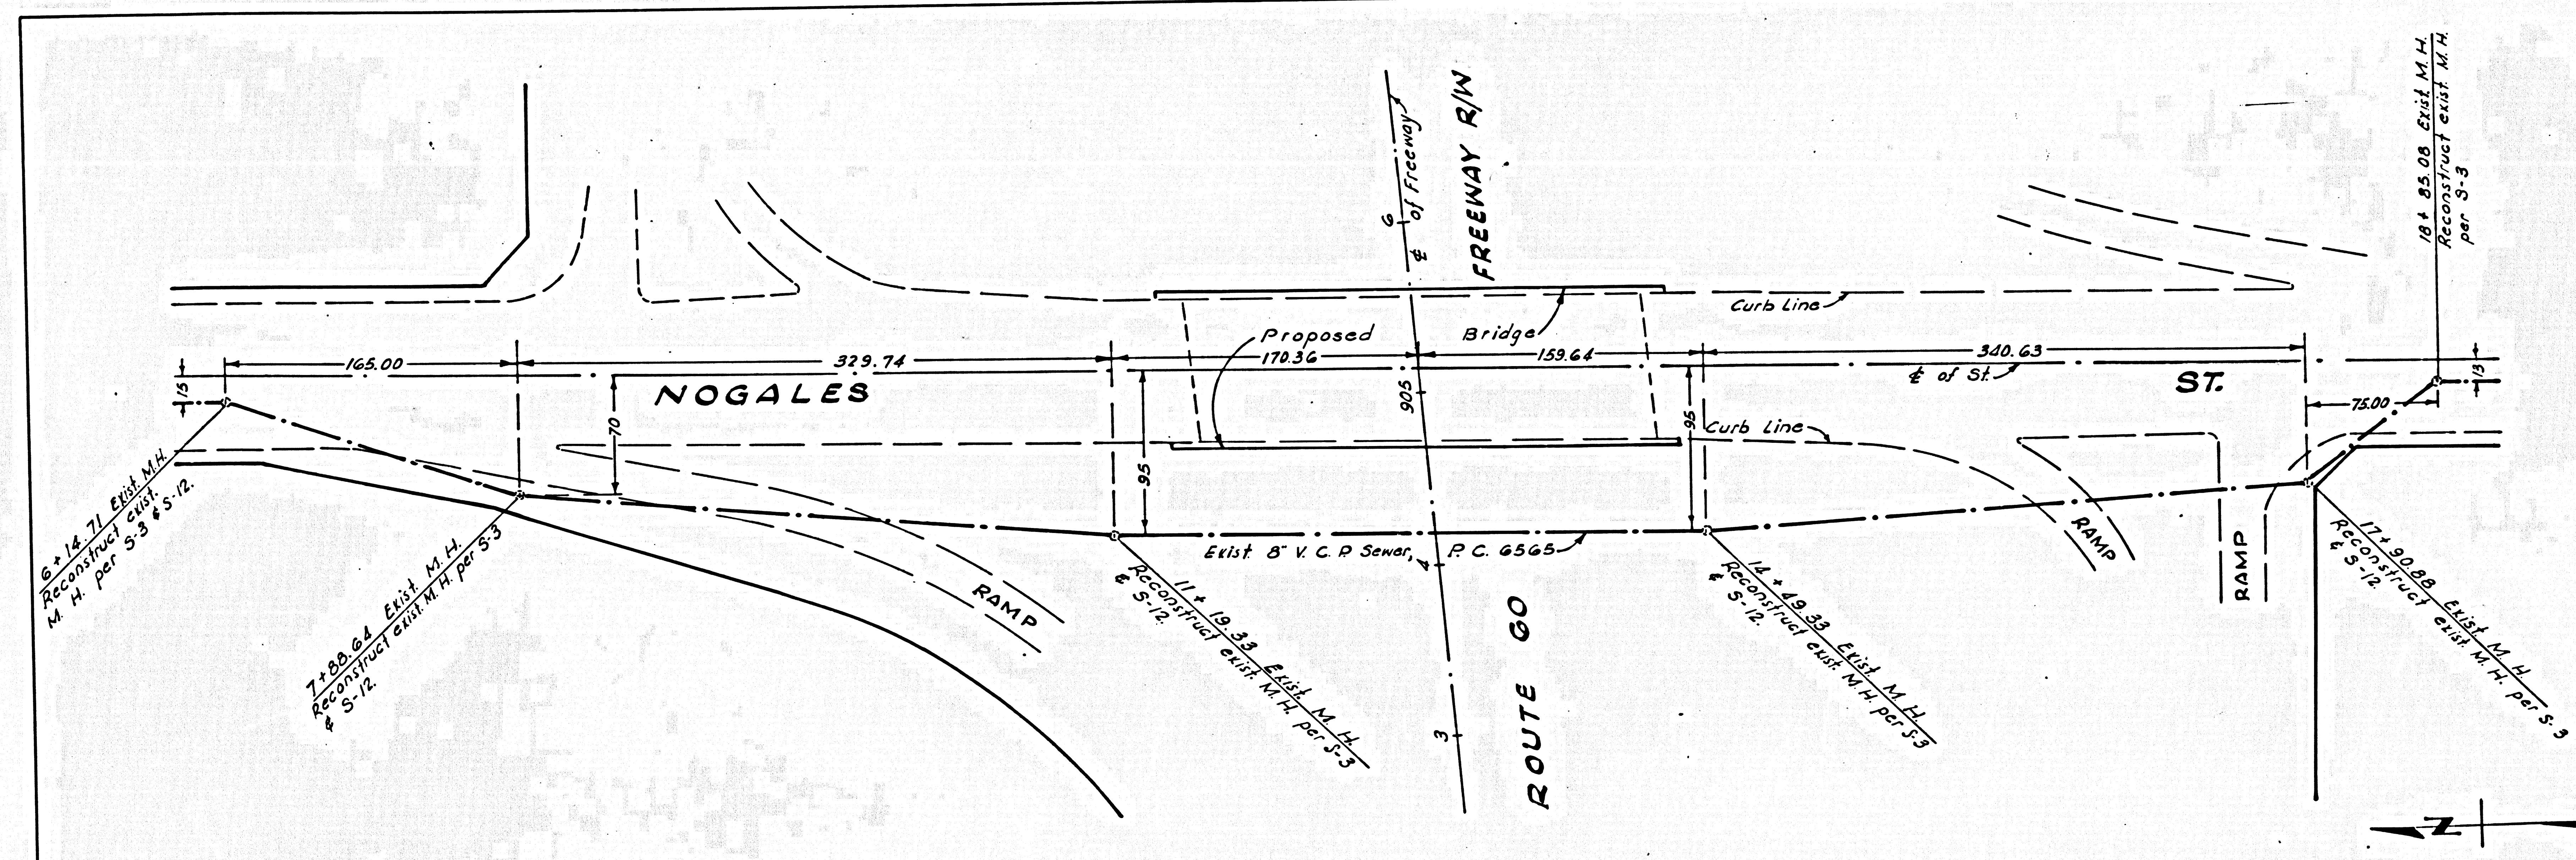 18 + 85.08 Exist. M.H.
Reconstruct exist. M.H.
per S-3
6
℄ of Freeway
FREEWAY R/W
Curb Line
Proposed
Bridge
165.00
329.74
170.36
159.64
340.63
15
NOGALES
℄ of St.
ST.
13
75.00
70
95
905
95
Curb Line
6 + 14.71 Exist. M.H.
Reconstruct exist.
M. H. per S-3 & S-12.
7 + 88.64 Exist. M. H.
Reconstruct exist. M. H. per S-3
& S-12.
Exist. 8" V. C. P. Sewer, P. C. 6565
4
RAMP
11 + 19.33 Exist. M. H.
Reconstruct exist. M. H. per S-3
& S-12.
14 + 49.33 Exist. M. H.
Reconstruct exist. M. H. per S-3
& S-12.
RAMP
RAMP
17 + 90.88 Exist. M. H.
Reconstruct exist. M. H. per S-3
& S-12.
ROUTE 60
3
N